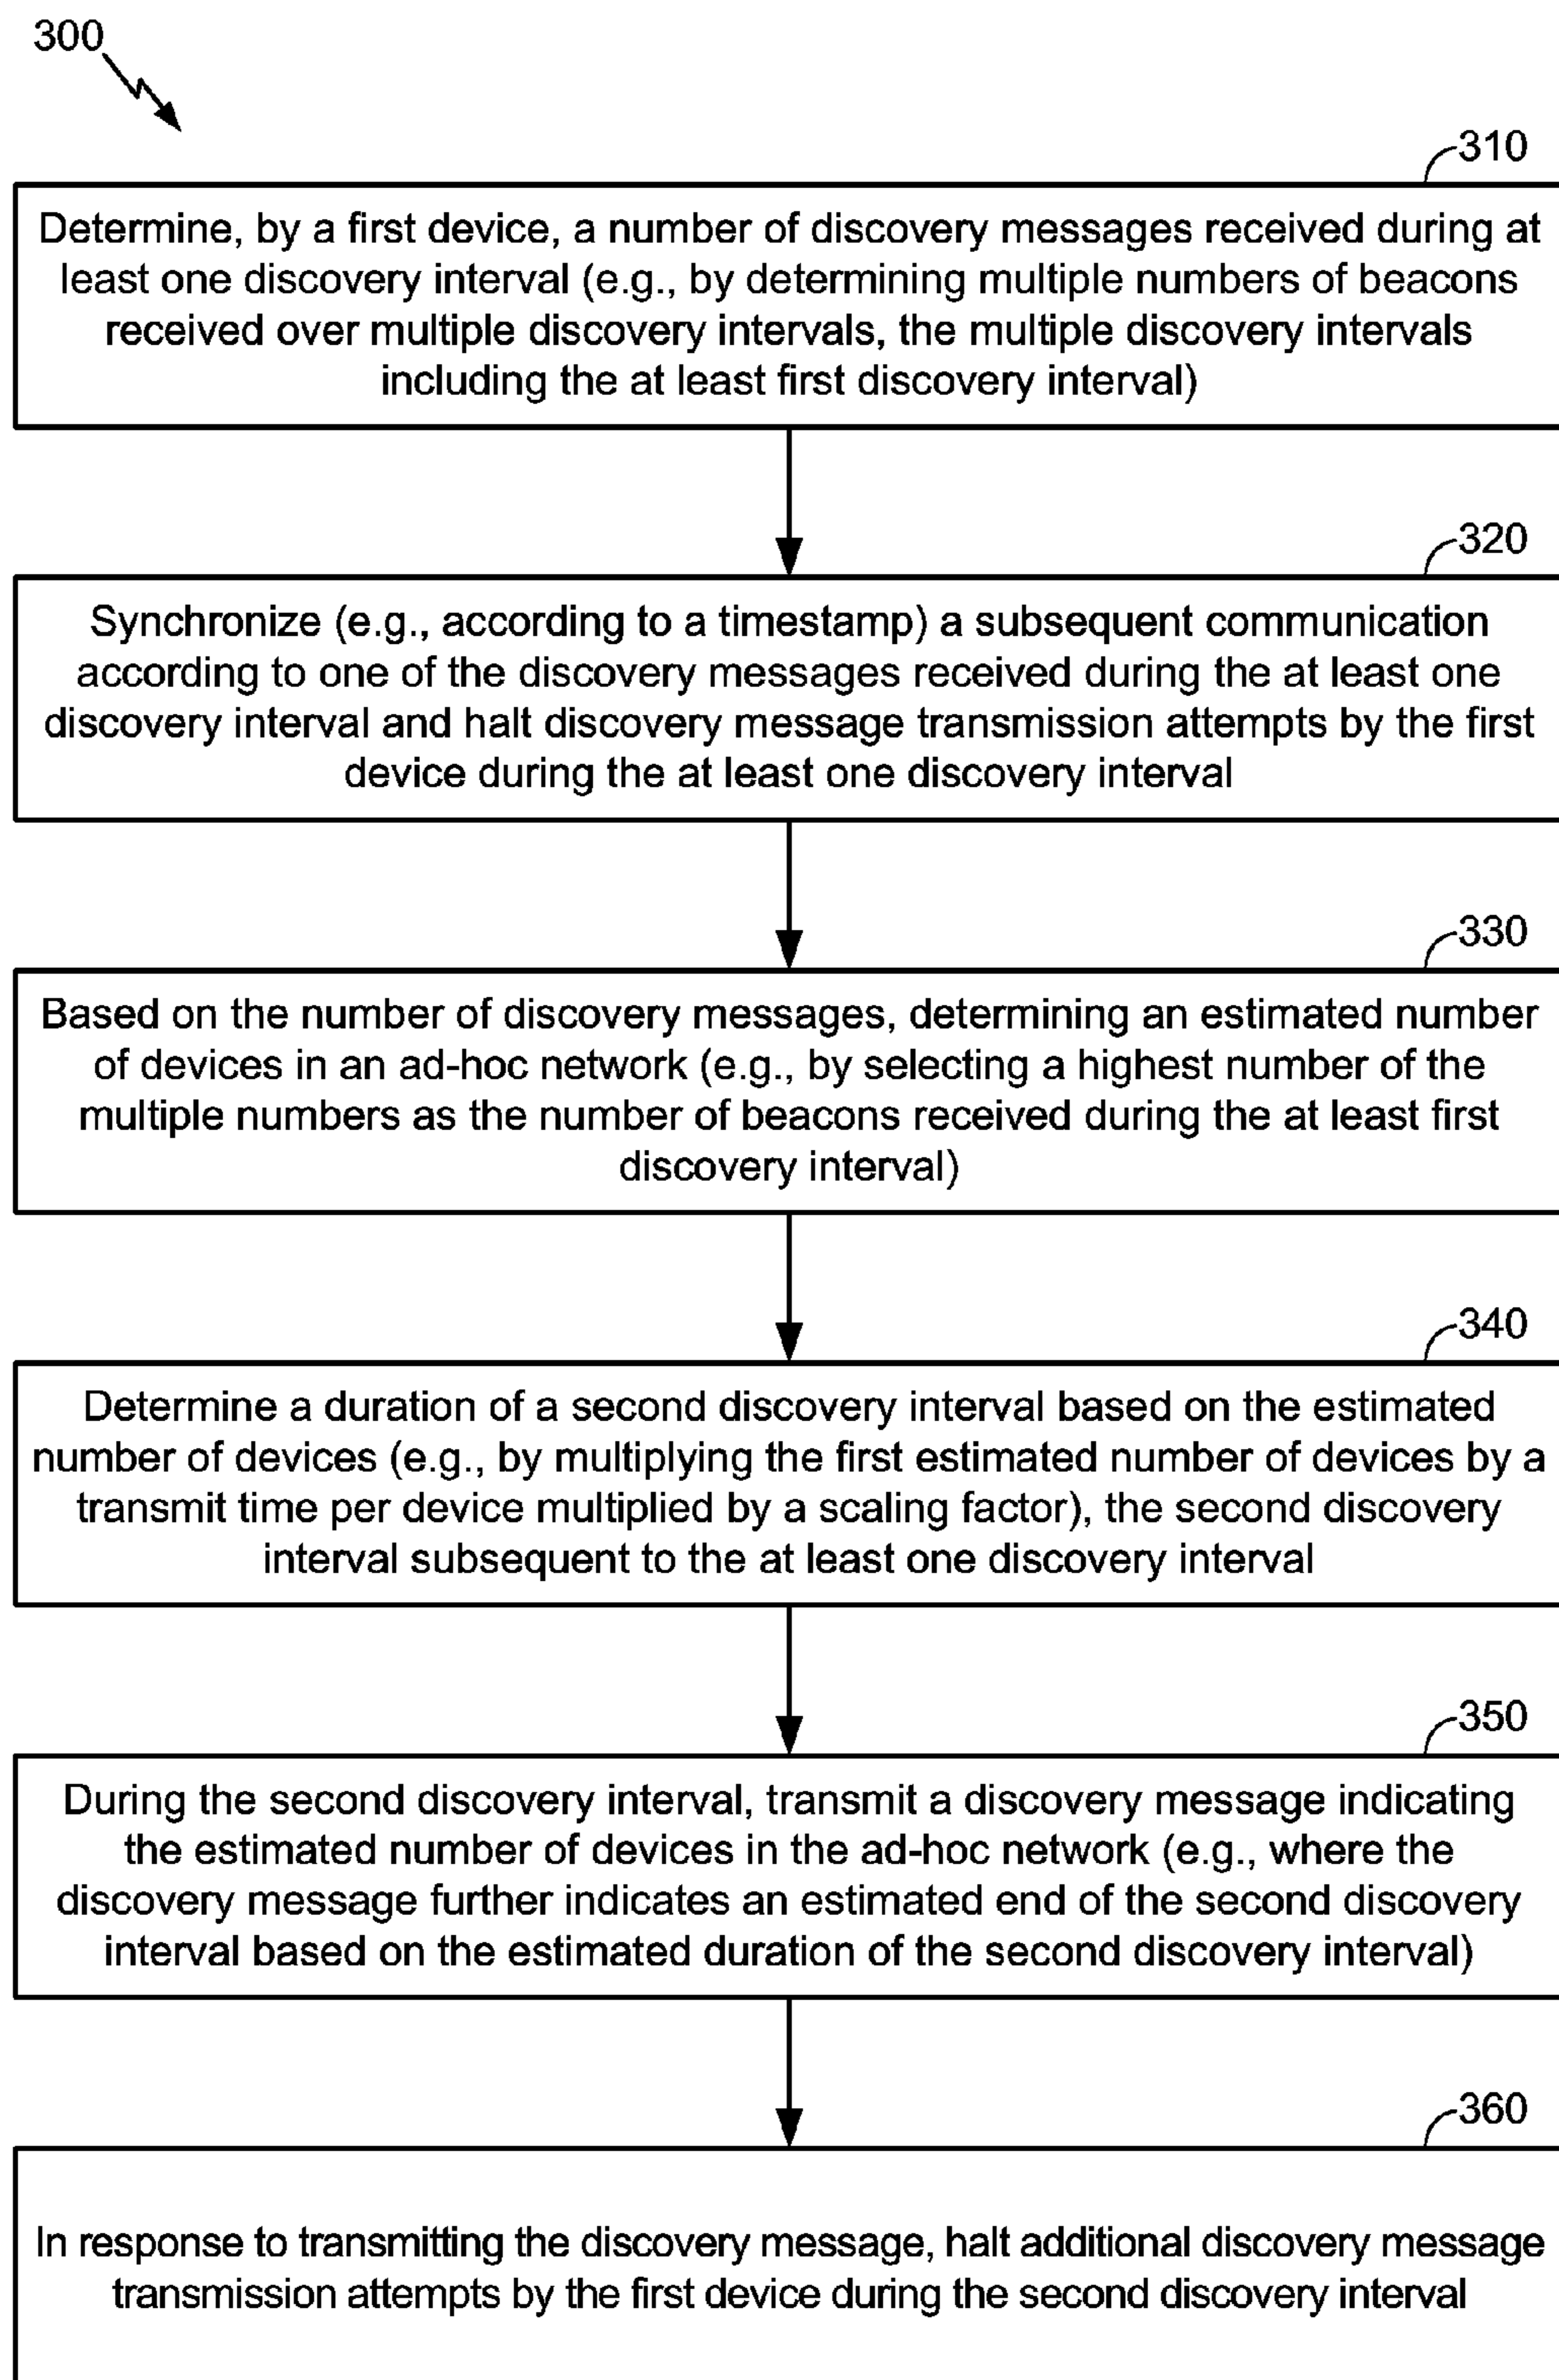 300
310
Determine, by a first device, a number of discovery messages received during at
least one discovery interval (e.g., by determining multiple numbers of beacons
received over multiple discovery intervals, the multiple discovery intervals
including the at least first discovery interval)
320
Synchronize (e.g., according to a timestamp) a subsequent communication
according to one of the discovery messages received during the at least one
discovery interval and halt discovery message transmission attempts by the first
device during the at least one discovery interval
330
Based on the number of discovery messages, determining an estimated number
of devices in an ad-hoc network (e.g., by selecting a highest number of the
multiple numbers as the number of beacons received during the at least first
discovery interval)
340
Determine a duration of a second discovery interval based on the estimated
number of devices (e.g., by multiplying the first estimated number of devices by a
transmit time per device multiplied by a scaling factor), the second discovery
interval subsequent to the at least one discovery interval
350
During the second discovery interval, transmit a discovery message indicating
the estimated number of devices in the ad-hoc network (e.g., where the
discovery message further indicates an estimated end of the second discovery
interval based on the estimated duration of the second discovery interval)
360
In response to transmitting the discovery message, halt additional discovery message
transmission attempts by the first device during the second discovery interval